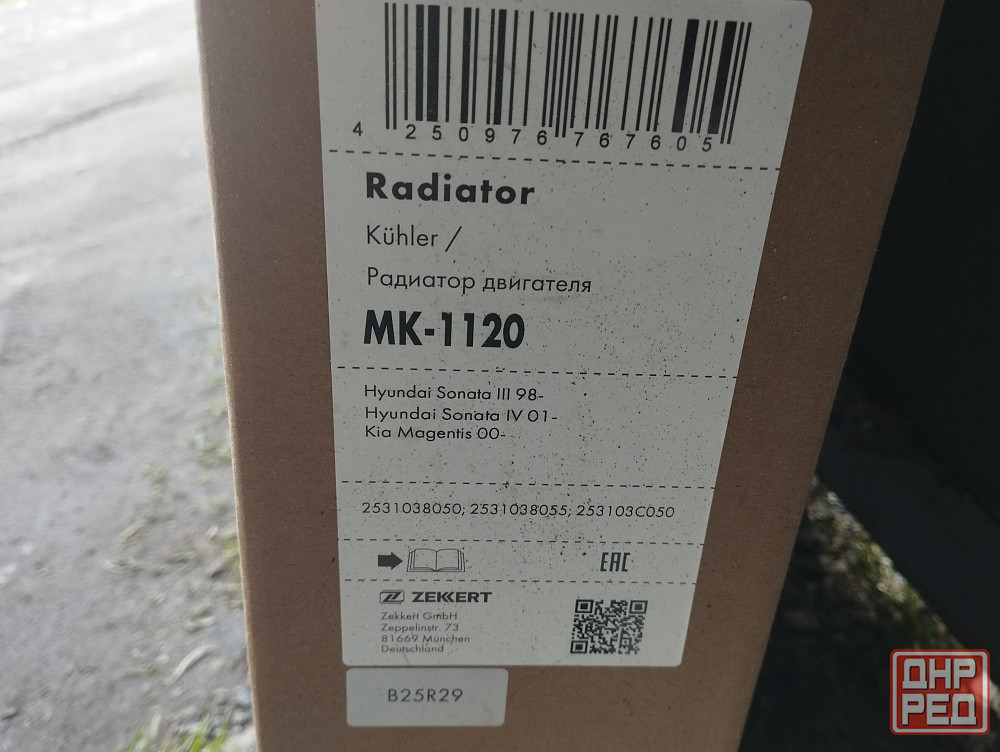 4 250976 767605
Radiator
Kühler /
Радиатор двигателя
MK-1120
Hyundai Sonata III 98-
Hyundai Sonata IV 01-
Kia Magentis 00-
2531038050; 2531038055; 253103C050
EAC
ZEKKERT
Zekkert GmbH
Zeppelinstr. 73
81669 München
Deutschland
B25R29
ДНР
РЕД